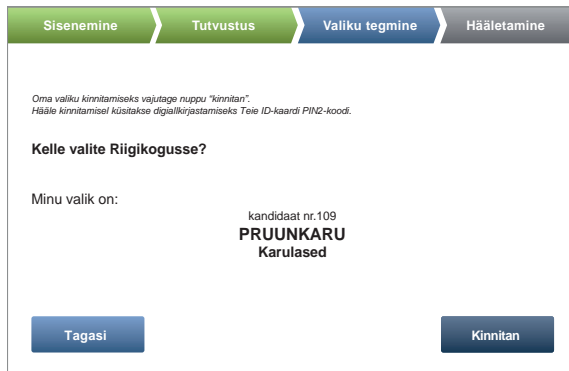 Sisenemine Tutvustus Valiku tegmine Hääletamine
Oma valiku kinnitamiseks vajutage nuppu “kinnitan”.
Hääle kinnitamisel küsitakse digiallkirjastamiseks Teie ID-kaardi PIN2-koodi.
Kelle valite Riigikogusse?
Minu valik on:
kandidaat nr.109
PRUUNKARU
Karulased
Tagasi Kinnitan